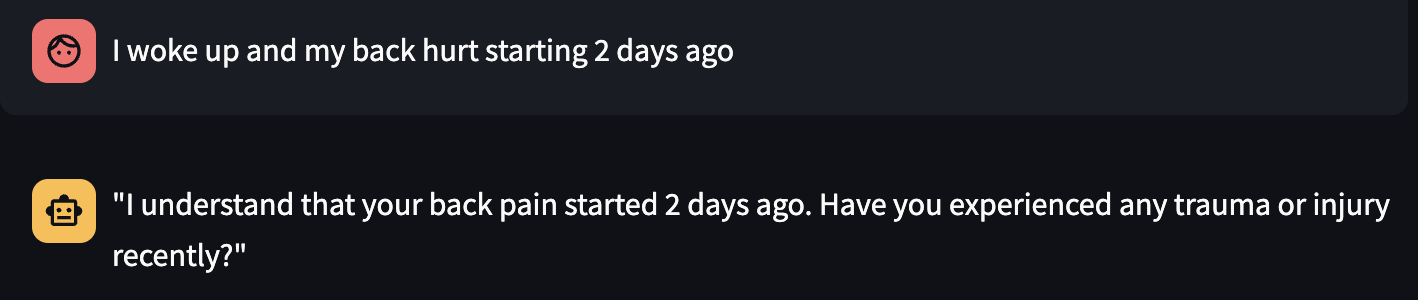 I woke up and my back hurt starting 2 days ago
"I understand that your back pain started 2 days ago. Have you experienced any trauma or injury
recently?"